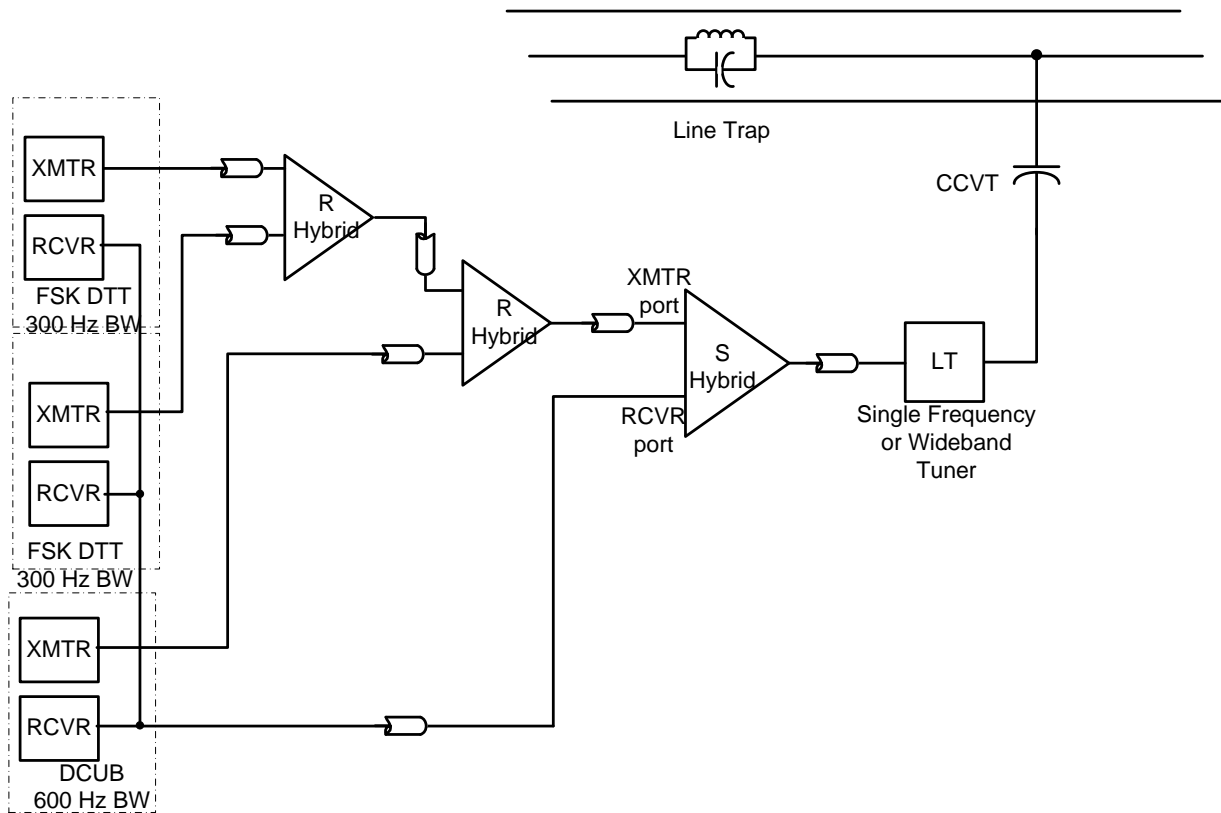 Line Trap
CCVT
XMTR
RCVR
FSK DTT
300 Hz BW
R
Hybrid
R
Hybrid
XMTR
port
S
Hybrid
RCVR
port
LT
Single Frequency
or Wideband
Tuner
XMTR
RCVR
FSK DTT
300 Hz BW
XMTR
RCVR
DCUB
600 Hz BW